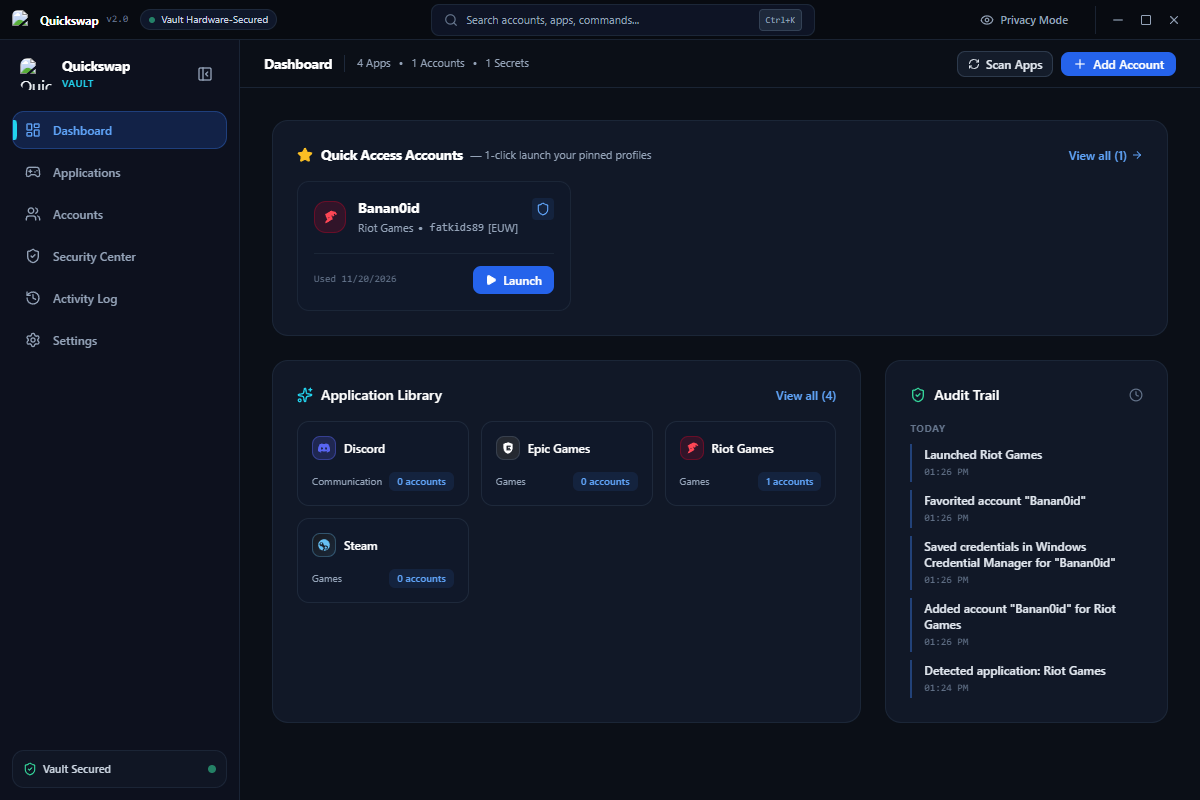 Quickswap v2.0
Vault Hardware-Secured
Search accounts, apps, commands...
Ctrl+K
Privacy Mode
Quic
Quickswap
VAULT
Dashboard
Applications
Accounts
Security Center
Activity Log
Settings
Vault Secured
Dashboard
4 Apps • 1 Accounts • 1 Secrets
Scan Apps
Add Account
Quick Access Accounts — 1-click launch your pinned profiles
View all (1)
Banan0id
Riot Games • fatkids89 [EUW]
Used 11/20/2026
Launch
Application Library
View all (4)
Discord
Communication
0 accounts
Epic Games
Games
0 accounts
Riot Games
Games
1 accounts
Steam
Games
0 accounts
Audit Trail
TODAY
Launched Riot Games
01:26 PM
Favorited account "Banan0id"
01:26 PM
Saved credentials in Windows
Credential Manager for "Banan0id"
01:26 PM
Added account "Banan0id" for Riot
Games
01:26 PM
Detected application: Riot Games
01:24 PM